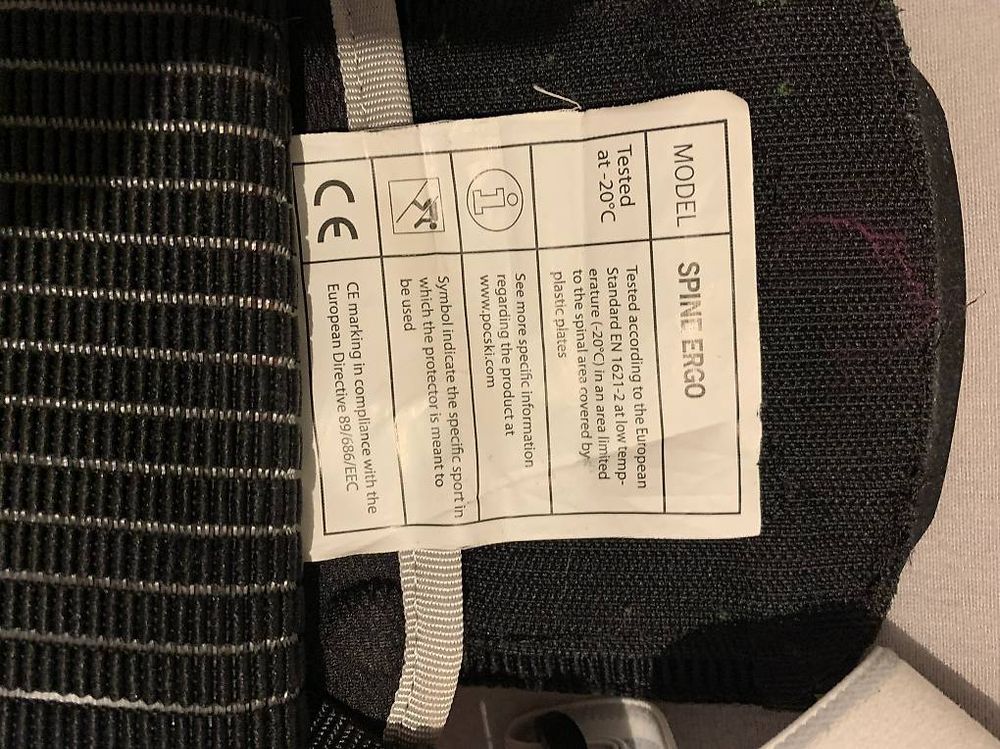 MODEL
SPINE ERGO
Tested
at -20°C
Tested according to the European
Standard EN 1621-2 at low temp-
erature (-20°C) in an area limited
to the spinal area covered by
plastic plates
i
See more specific information
regarding the product at
www.pocski.com
Symbol indicate the specific sport in
which the protector is meant to
be used
CE
CE marking in compliance with the
European Directive 89/686/EEC